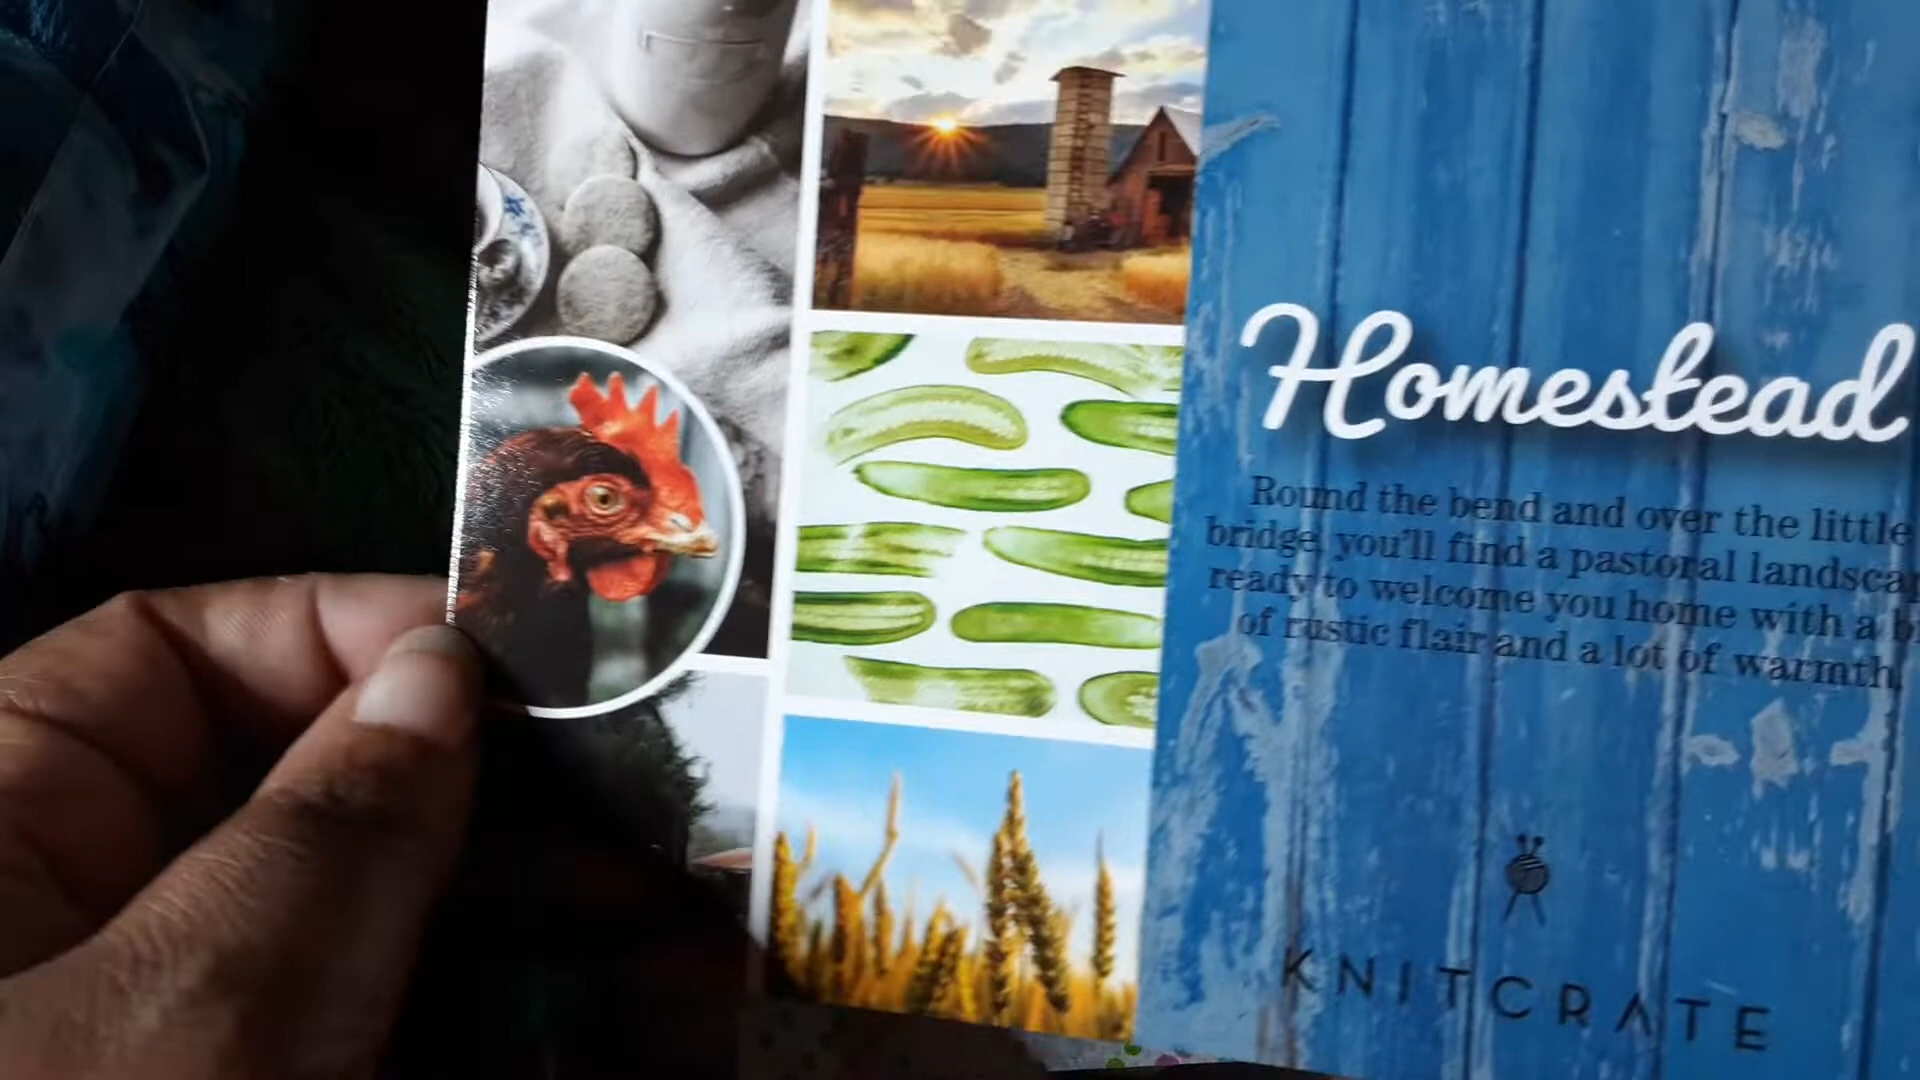 Homestead
Round the bend and over the little
bridge, you'll find a pastoral landscap
ready to welcome you home with a bi
of rustic flair and a lot of warmth.
KNITCRATE